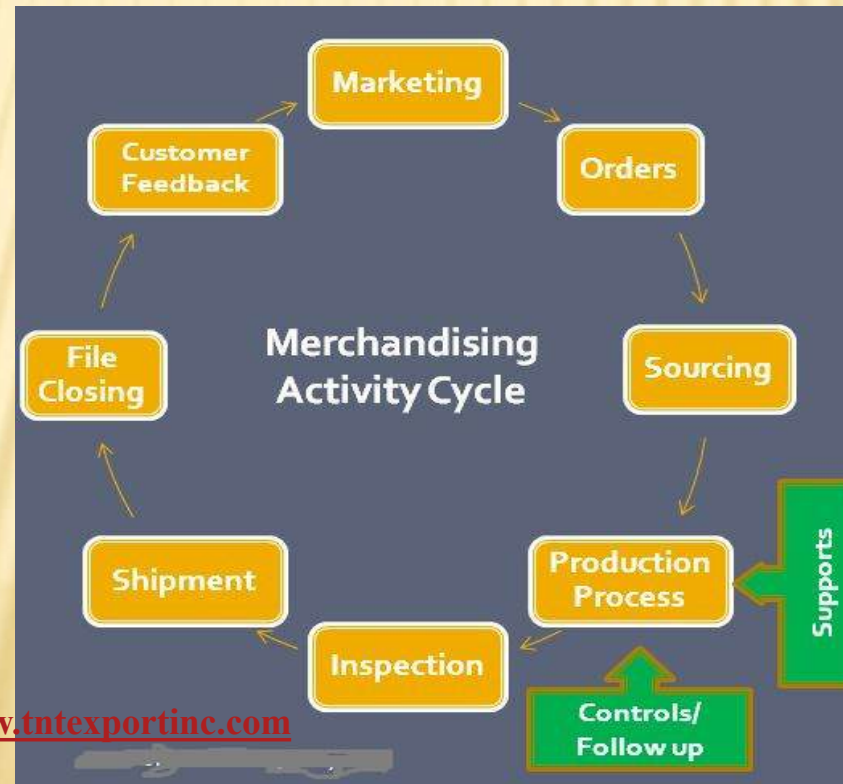 Marketing
Orders
Sourcing
Production
Process
Supports
Controls/
Follow up
Inspection
Shipment
File
Closing
Customer
Feedback
Merchandising
Activity Cycle
w.tntexportinc.com